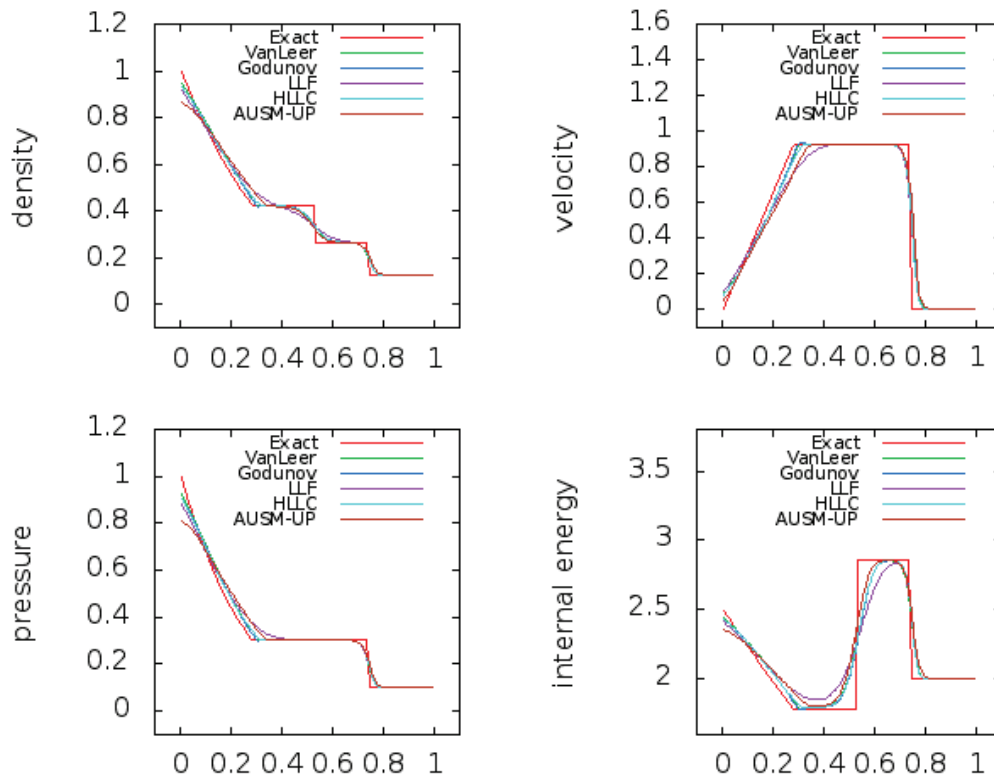 1.2
1
0.8
0.6
0.4
0.2
0
density
Exact
VanLeer
Godunov
LLF
HLLC
AUSM-UP
0 0.2 0.4 0.6 0.8 1
1.6
1.4
1.2
1
0.8
0.6
0.4
0.2
0
velocity
Exact
VanLeer
Godunov
LLF
HLLC
AUSM-UP
0 0.2 0.4 0.6 0.8 1
1.2
1
0.8
0.6
0.4
0.2
0
pressure
Exact
VanLeer
Godunov
LLF
HLLC
AUSM-UP
0 0.2 0.4 0.6 0.8 1
3.5
3
2.5
2
internal energy
Exact
VanLeer
Godunov
LLF
HLLC
AUSM-UP
0 0.2 0.4 0.6 0.8 1